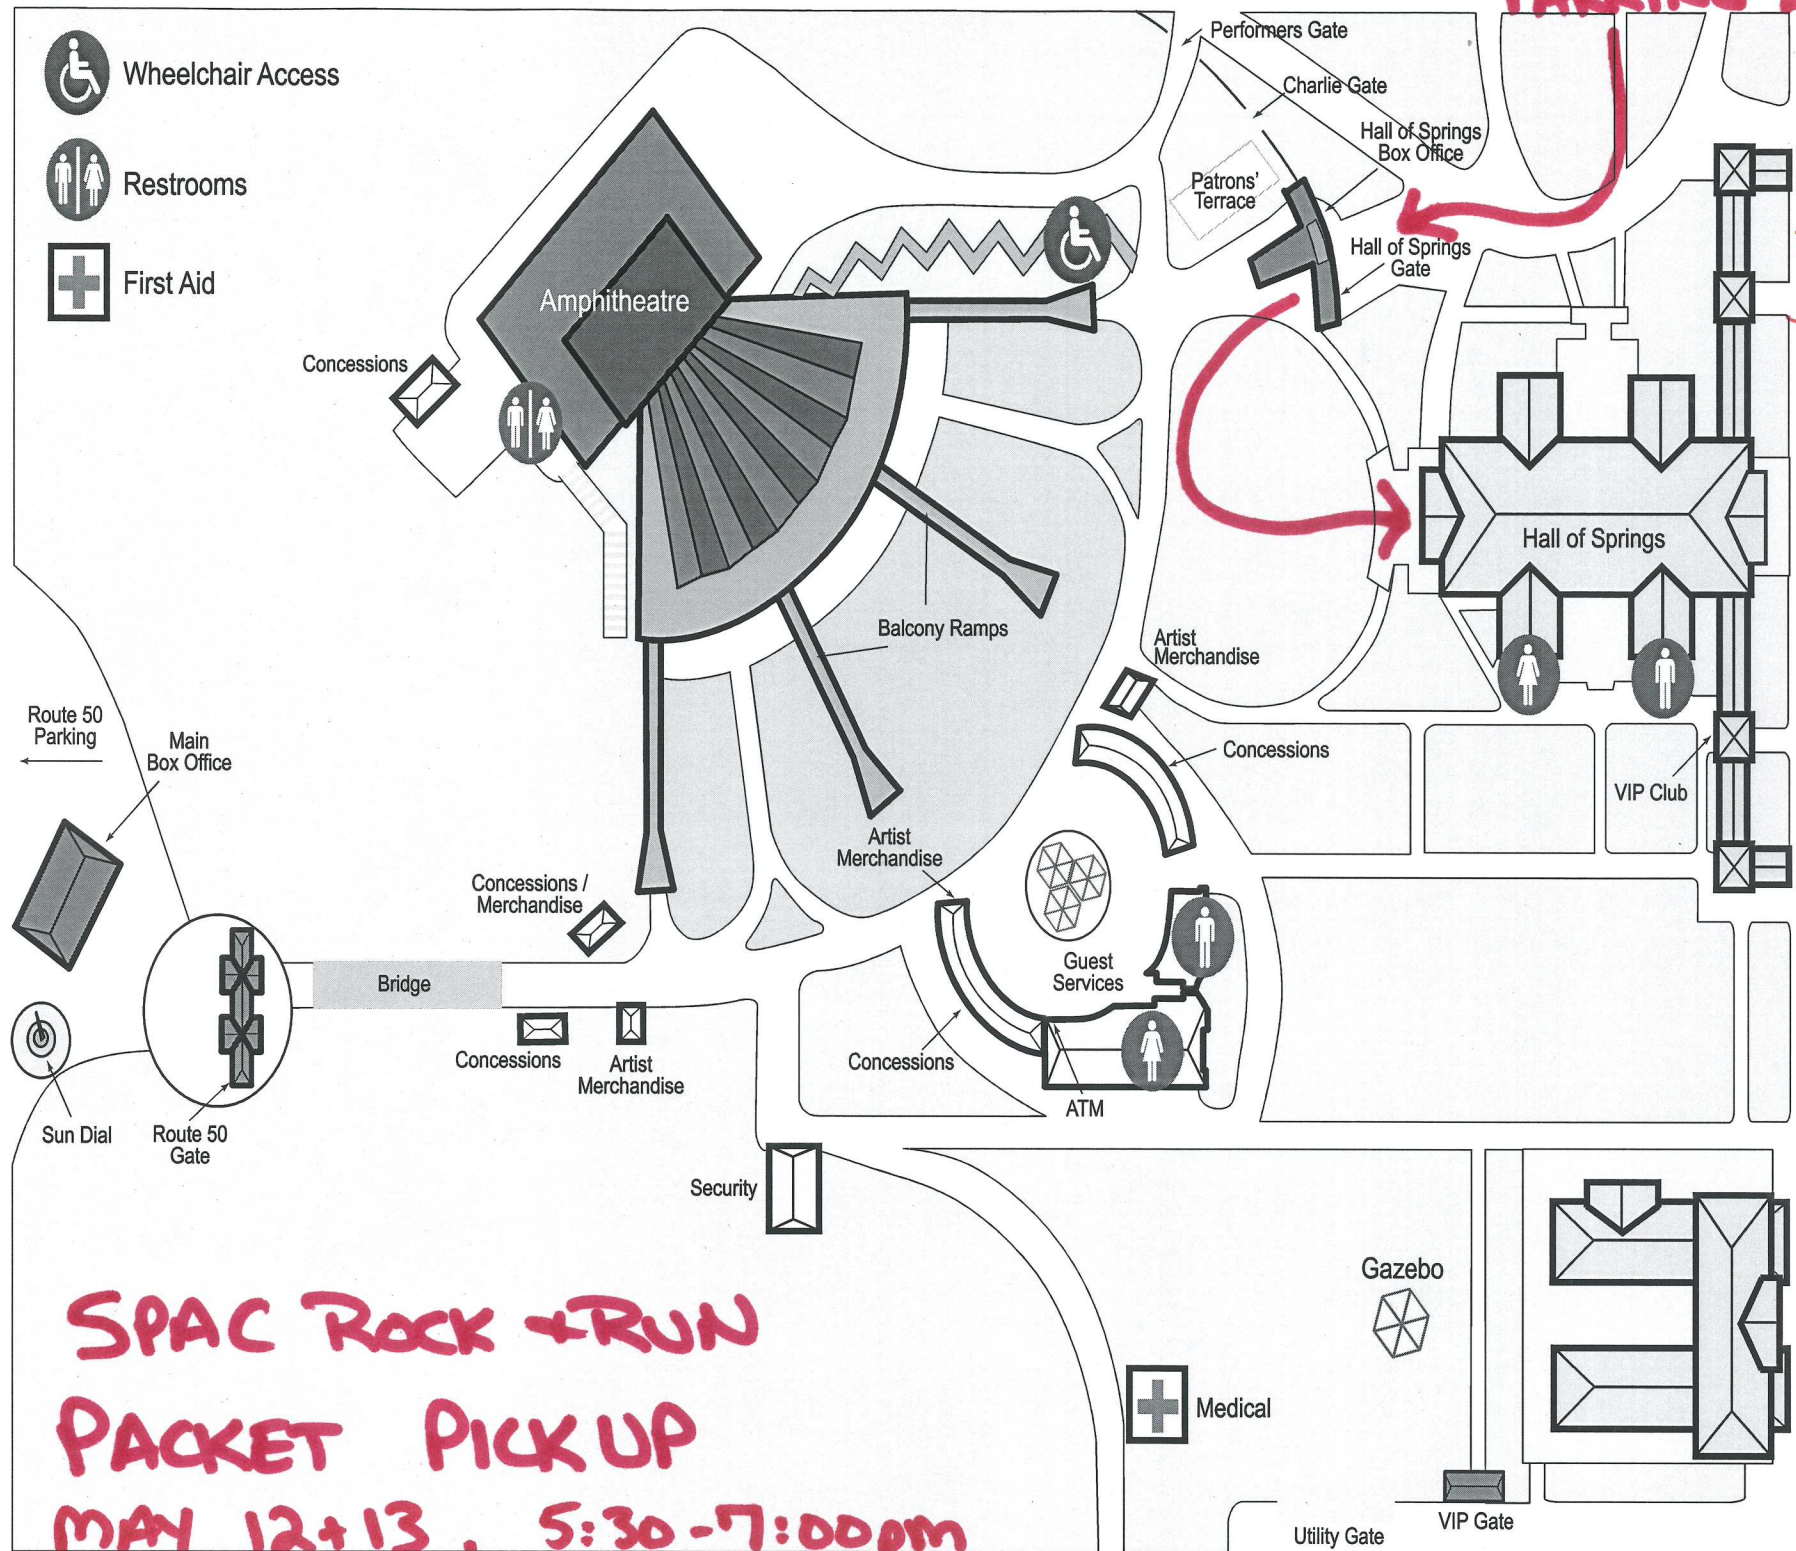 PARKING
Performers Gate
Wheelchair Access
Charlie Gate
Hall of Springs
Box Office
Restrooms
Patrons'
Terrace
Hall of Springs
Gate
First Aid
Amphitheatre
Concessions
Hall of Springs
Balcony Ramps
Artist
Merchandise
Route 50
Parking
Main
Box Office
Concessions
VIP Club
Artist
Merchandise
Concessions /
Merchandise
Guest
Services
Bridge
Concessions
Artist
Merchandise
Concessions
ATM
Sun Dial
Route 50
Gate
Security
Gazebo
Medical
VIP Gate
Utility Gate
SPAC ROCK +RUN
PACKET PICK UP
MAY 12+13, 5:30-7:00pm